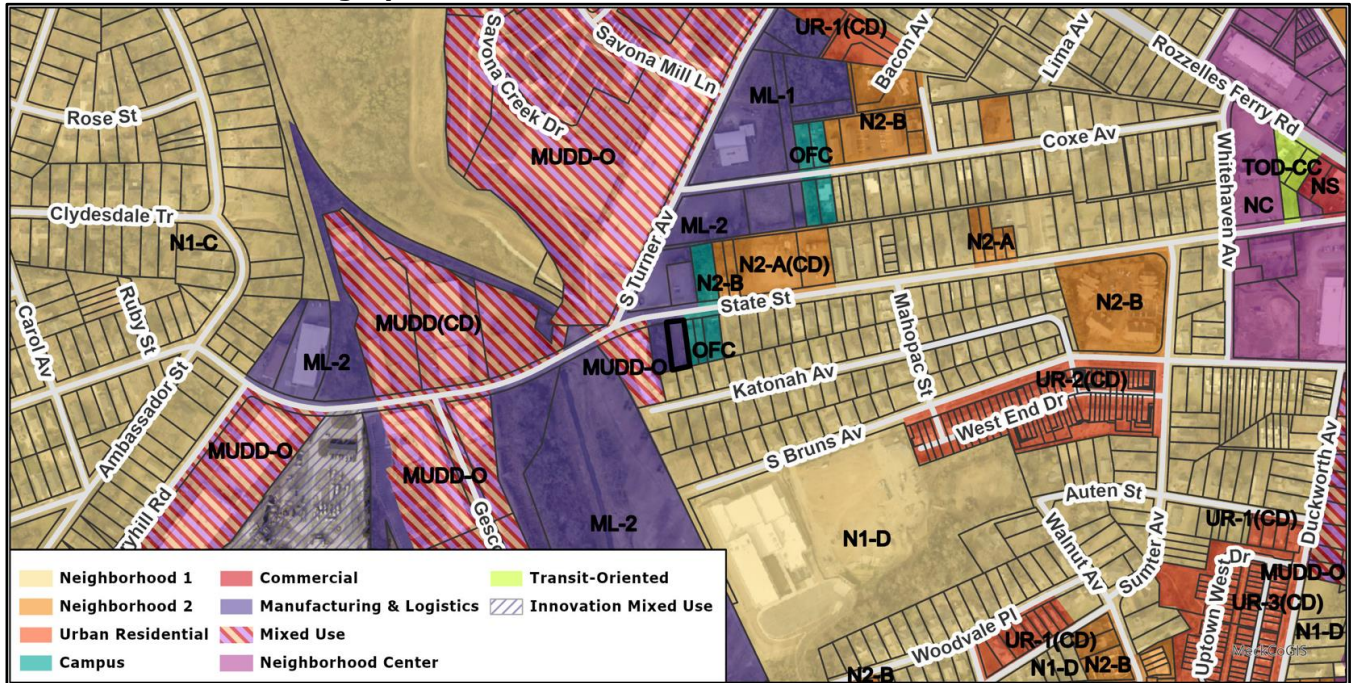 Savona Creek Dr
Savona Mill Ln
UR-1(CD)
Bacon Av
Lima Av
Rozzelles Ferry Rd
Rose St
ML-1
N2-B
MUDD-O
OFC
Coxe Av
Whitehaven Av
TOD-CC
NS
NC
Clydesdale Tr
N1-C
S Turner Av
ML-2
N2-A
N2-A(CD)
N2-B
State St
N2-B
Carol Av
Ruby St
MUDD(CD)
Mahopac St
ML-2
MUDD-O
OFC
Katonah Av
UR-2(CD)
Ambassador St
West End Dr
S Bruns Av
MUDD-O
MUDD-O
Auten St
ML-2
N1-D
Walnut Av
Sumter Av
UR-1(CD)
Duckworth Av
MUDD-O
UR-3(CD)
Uptown West Dr
N1-D
Woodvale Pl
UR-1(CD)
N1-D
N2-B
N2-B
MeckCoGIS
Neighborhood 1
Neighborhood 2
Urban Residential
Campus
Commercial
Manufacturing & Logistics
Mixed Use
Neighborhood Center
Transit-Oriented
Innovation Mixed Use